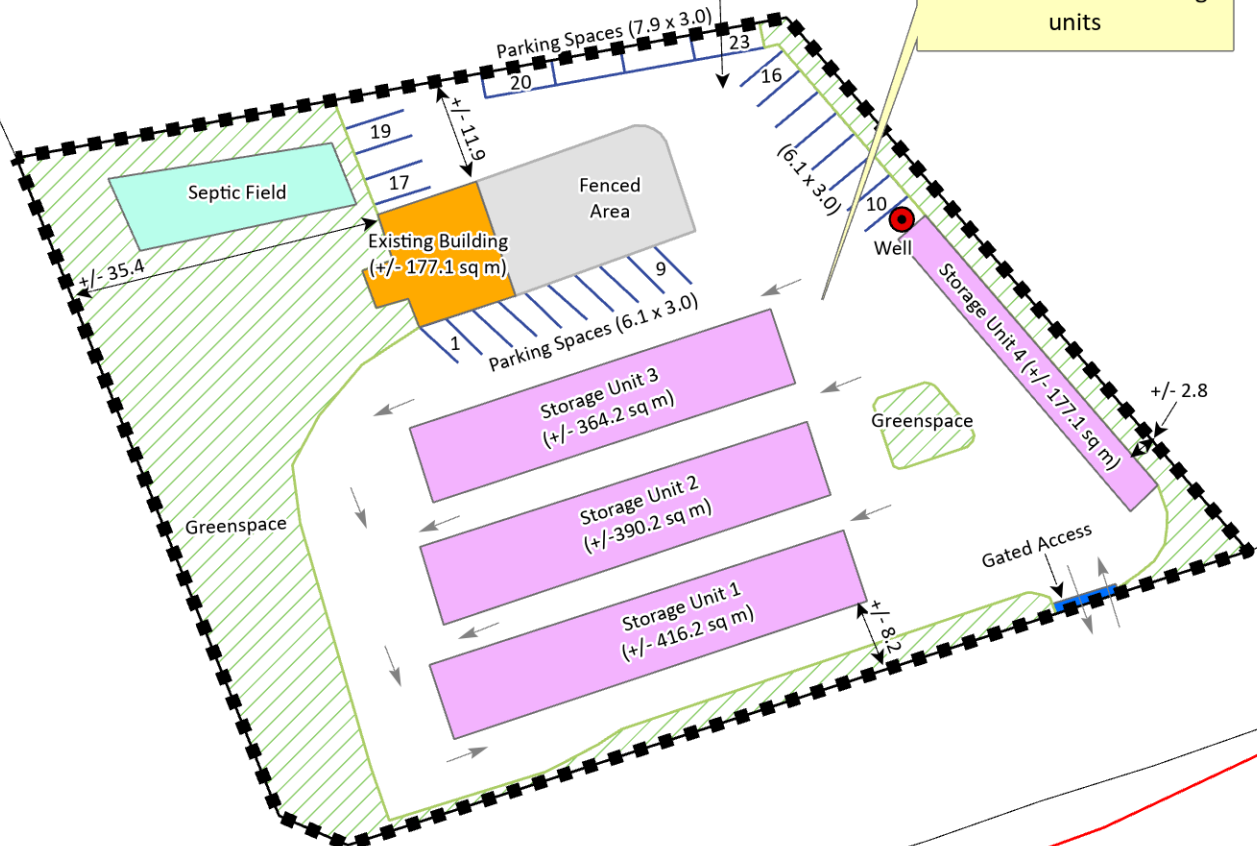 units
Parking Spaces (7.9 x 3.0)
23
20
16
19
17
+/- 11.9
(6.1 x 3.0)
10
Septic Field
Fenced
Area
Well
Existing Building
(+/- 177.1 sq m)
+/- 35.4
9
1
Parking Spaces (6.1 x 3.0)
Storage Unit 4 (+/- 177.1 sq m)
+/- 2.8
Storage Unit 3
(+/- 364.2 sq m)
Greenspace
Storage Unit 2
(+/-390.2 sq m)
Greenspace
Gated Access
Storage Unit 1
(+/- 416.2 sq m)
+/- 8.2